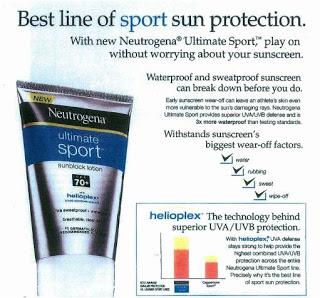 Best line of sport sun protection.
With new Neutrogena® Ultimate Sport,™ play on
without worrying about your sunscreen.
Waterproof and sweatproof sunscreen
can break down before you do.
Early sunscreen wear-off can leave an athlete's skin even
more vulnerable to the sun's damaging rays. Neutrogena
Ultimate Sport provides superior UVA/UVB defense and is
3x more waterproof than testing standards.
Withstands sunscreen's
biggest wear-off factors.
water
rubbing
sweat
wipe-off
NEW
Neutrogena®
ultimate
sport™
sunblock lotion
70+
helioplex
helioplex™ The technology behind
superior UVA/UVB protection.
With helioplex, UVA defense
stays strong to help provide the
highest combined UVA/UVB
protection across the entire
Neutrogena Ultimate Sport line.
Precisely why it's the best
line of sport sun protection.
Coppertone
Sport